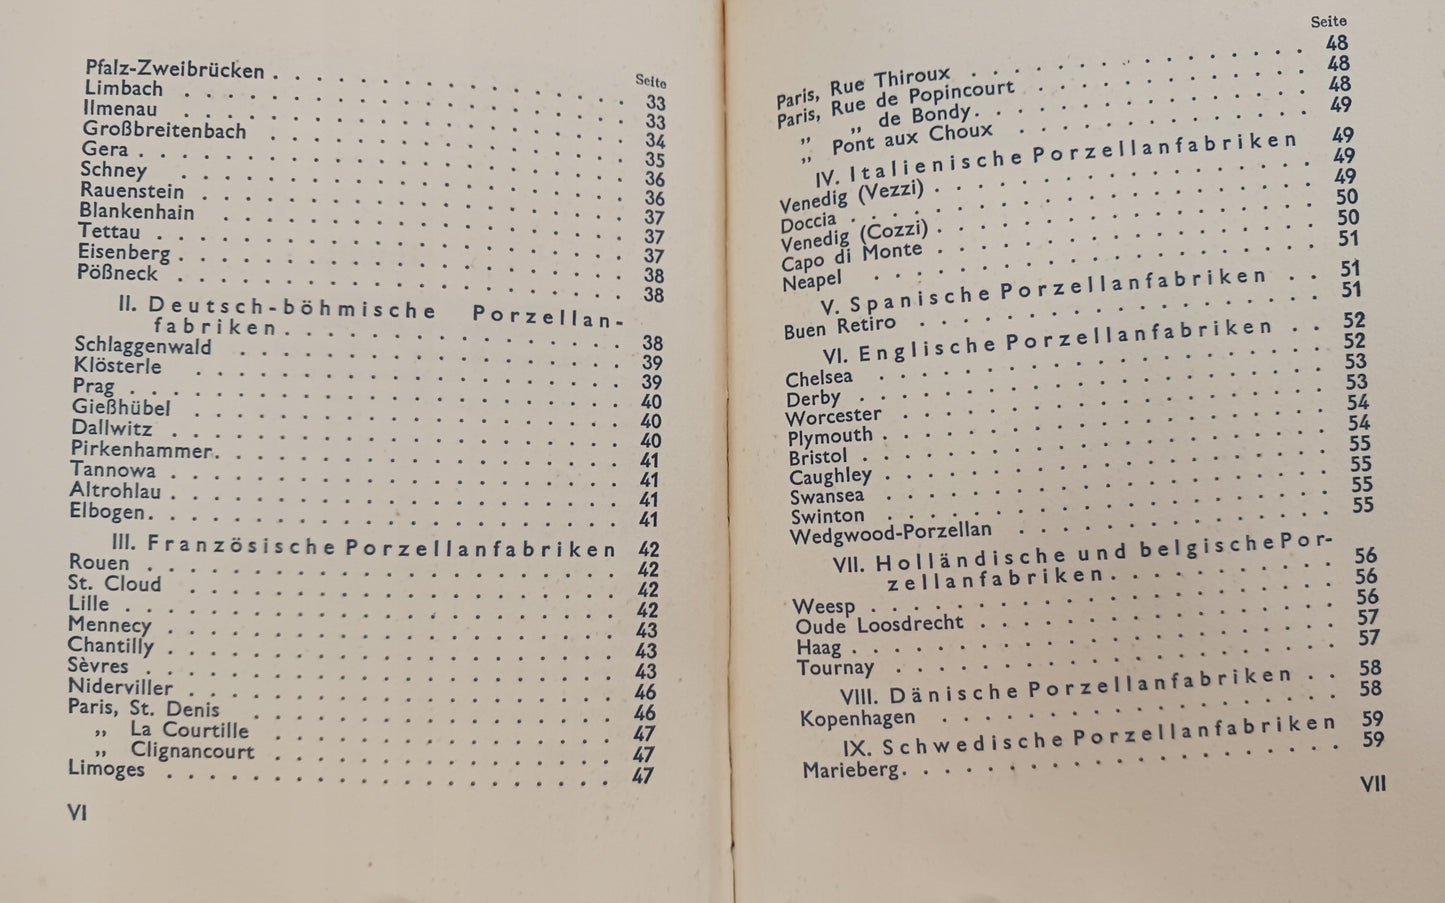 Seite
Pfalz-Zweibrücken . . . . . . . . . . . . . . . . 33
Limbach . . . . . . . . . . . . . . . . . . . . 33
Ilmenau . . . . . . . . . . . . . . . . . . . . 34
Großbreitenbach . . . . . . . . . . . . . . . . 35
Gera . . . . . . . . . . . . . . . . . . . . . . 36
Schney . . . . . . . . . . . . . . . . . . . . 36
Rauenstein . . . . . . . . . . . . . . . . . . . 37
Blankenhain . . . . . . . . . . . . . . . . . . 37
Tettau . . . . . . . . . . . . . . . . . . . . . 37
Eisenberg . . . . . . . . . . . . . . . . . . . 38
Pößneck . . . . . . . . . . . . . . . . . . . . 38
II. Deutsch-böhmische Porzellan-
fabriken . . . . . . . . . . . . . . . . 38
Schlaggenwald . . . . . . . . . . . . . . . . . 39
Klösterle . . . . . . . . . . . . . . . . . . . 39
Prag . . . . . . . . . . . . . . . . . . . . . . 40
Gießhübel . . . . . . . . . . . . . . . . . . . 40
Dallwitz . . . . . . . . . . . . . . . . . . . . 40
Pirkenhammer . . . . . . . . . . . . . . . . . . 41
Tannowa . . . . . . . . . . . . . . . . . . . . 41
Altrohlau . . . . . . . . . . . . . . . . . . . 41
Elbogen . . . . . . . . . . . . . . . . . . . . 41
III. Französische Porzellanfabriken 42
Rouen . . . . . . . . . . . . . . . . . . . . . 42
St. Cloud . . . . . . . . . . . . . . . . . . . 42
Lille . . . . . . . . . . . . . . . . . . . . . 42
Mennecy . . . . . . . . . . . . . . . . . . . . 43
Chantilly . . . . . . . . . . . . . . . . . . . 43
Sèvres . . . . . . . . . . . . . . . . . . . . . 43
Niderviller . . . . . . . . . . . . . . . . . . 46
Paris, St. Denis . . . . . . . . . . . . . . . . 46
„ La Courtille . . . . . . . . . . . . . . . 47
„ Clignancourt . . . . . . . . . . . . . . . 47
Limoges . . . . . . . . . . . . . . . . . . . . 47
VI
Seite
Paris, Rue Thiroux . . . . . . . . . . . . . . . 48
Paris, Rue de Popincourt . . . . . . . . . . . . 48
„ „ de Bondy . . . . . . . . . . . . . . . 48
„ Pont aux Choux . . . . . . . . . . . . . . 49
IV. Italienische Porzellanfabriken 49
Venedig (Vezzi) . . . . . . . . . . . . . . . . 49
Doccia . . . . . . . . . . . . . . . . . . . . . 49
Venedig (Cozzi) . . . . . . . . . . . . . . . . 50
Capo di Monte . . . . . . . . . . . . . . . . . 50
Neapel . . . . . . . . . . . . . . . . . . . . . 51
V. Spanische Porzellanfabriken . . 51
Buen Retiro . . . . . . . . . . . . . . . . . . 51
VI. Englische Porzellanfabriken . . 52
Chelsea . . . . . . . . . . . . . . . . . . . . 52
Derby . . . . . . . . . . . . . . . . . . . . . 53
Worcester . . . . . . . . . . . . . . . . . . . 53
Plymouth . . . . . . . . . . . . . . . . . . . . 54
Bristol . . . . . . . . . . . . . . . . . . . . 54
Caughley . . . . . . . . . . . . . . . . . . . . 55
Swansea . . . . . . . . . . . . . . . . . . . . 55
Swinton . . . . . . . . . . . . . . . . . . . . 55
Wedgwood-Porzellan . . . . . . . . . . . . . . . 55
VII. Holländische und belgische Por-
zellanfabriken . . . . . . . . . . . 56
Weesp . . . . . . . . . . . . . . . . . . . . . 56
Oude Loosdrecht . . . . . . . . . . . . . . . . 56
Haag . . . . . . . . . . . . . . . . . . . . . . 57
Tournay . . . . . . . . . . . . . . . . . . . . 57
VIII. Dänische Porzellanfabriken . . 58
Kopenhagen . . . . . . . . . . . . . . . . . . . 58
IX. Schwedische Porzellanfabriken 59
Marieberg . . . . . . . . . . . . . . . . . . . 59
VII